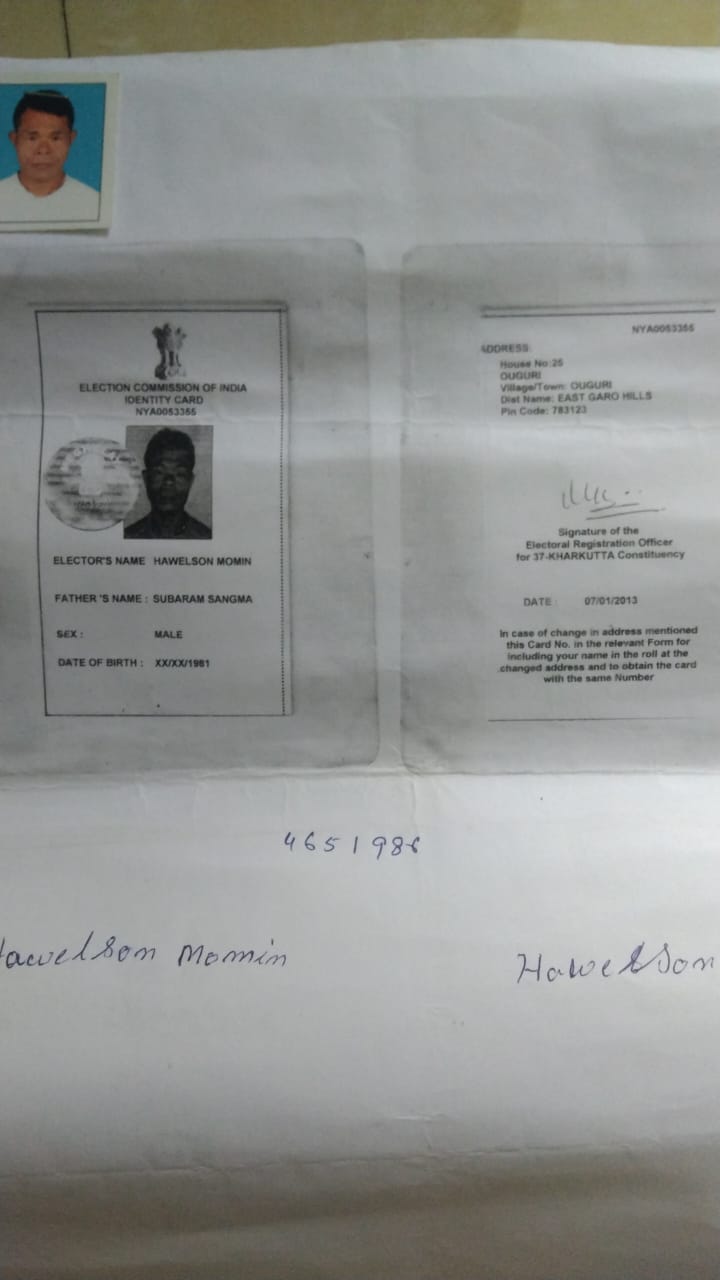 ELECTION COMMISSION OF INDIA
IDENTITY CARD
NYA0053355
ELECTOR'S NAME HAWELSON MOMIN
FATHER 'S NAME : SUBARAM SANGMA
SEX : MALE
DATE OF BIRTH : XX/XX/1981
NYA0053355
ADDRESS:
House No:25
OUGURI
Village/Town: OUGURI
Dist Name: EAST GARO HILLS
Pin Code: 783123
Signature of the
Electoral Registration Officer
for 37-KHARKUTTA Constituency
DATE : 07/01/2013
In case of change in address mentioned
this Card No. in the relevant Form for
including your name in the roll at the
changed address and to obtain the card
with the same Number
4651986
Hawelson Momin
Hawelson